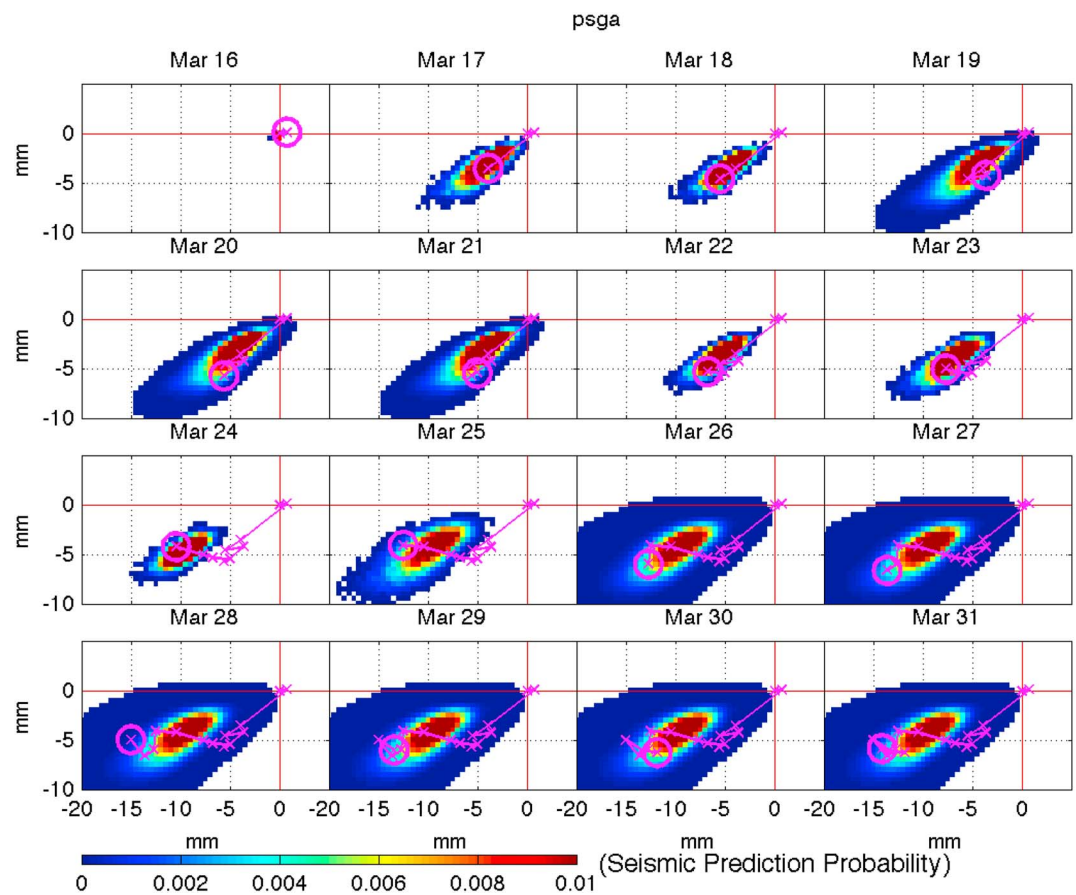 psga
Mar 16 Mar 17 Mar 18 Mar 19
0
mm
-5
-10
Mar 20 Mar 21 Mar 22 Mar 23
0
mm
-5
-10
Mar 24 Mar 25 Mar 26 Mar 27
0
mm
-5
-10
Mar 28 Mar 29 Mar 30 Mar 31
0
mm
-5
-10
-20 -15 -10 -5 0 -20 -15 -10 -5 0 -20 -15 -10 -5 0 -20 -15 -10 -5 0
mm mm mm mm
(Seismic Prediction Probability)
0 0.002 0.004 0.006 0.008 0.01